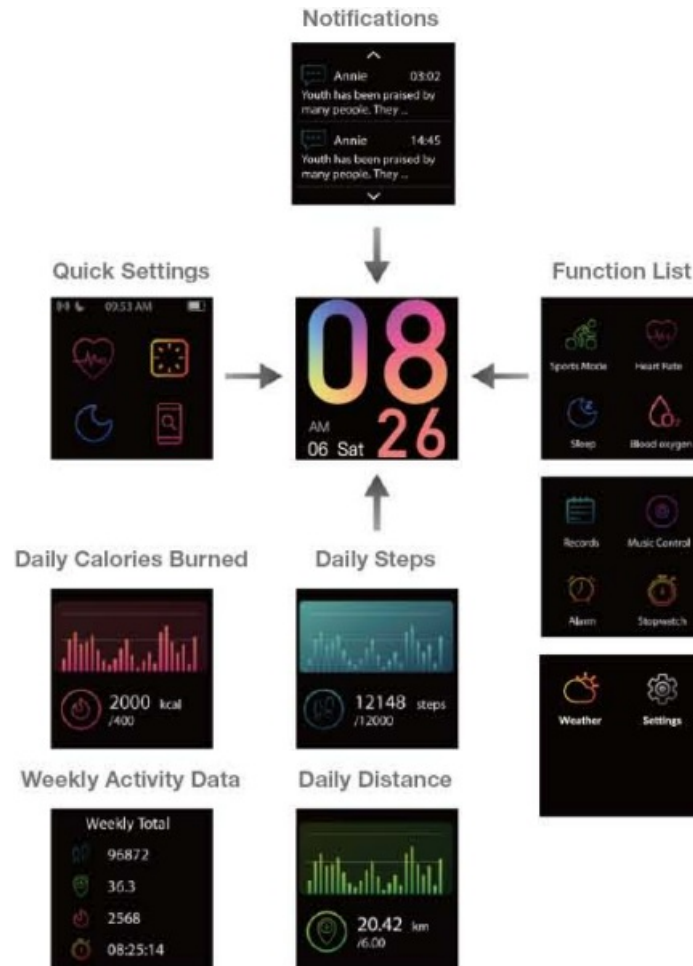 Notifications
Annie 03:02
Youth has been praised by
many people. They ...
Annie 14:45
Youth has been praised by
many people. They ...
Quick Settings
09:53 AM
08
AM
06 Sat 26
Function List
Sports Mode Heart Rate
Sleep Blood oxygen
Records Music Control
Alarm Stopwatch
Weather Settings
Daily Calories Burned
2000 kcal
/400
Daily Steps
12148 steps
/12000
Weekly Activity Data
Weekly Total
96872
36.3
2568
08:25:14
Daily Distance
20.42 km
/6.00